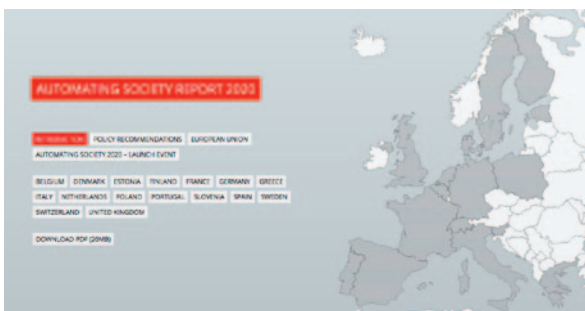 AUTOMATING SOCIETY REPORT 2020
INTRODUCTION POLICY RECOMMENDATIONS EUROPEAN UNION
AUTOMATING SOCIETY 2020 – LAUNCH EVENT
BELGIUM DENMARK ESTONIA FINLAND FRANCE GERMANY GREECE
ITALY NETHERLANDS POLAND PORTUGAL SLOVENIA SPAIN SWEDEN
SWITZERLAND UNITED KINGDOM
DOWNLOAD PDF (26MB)